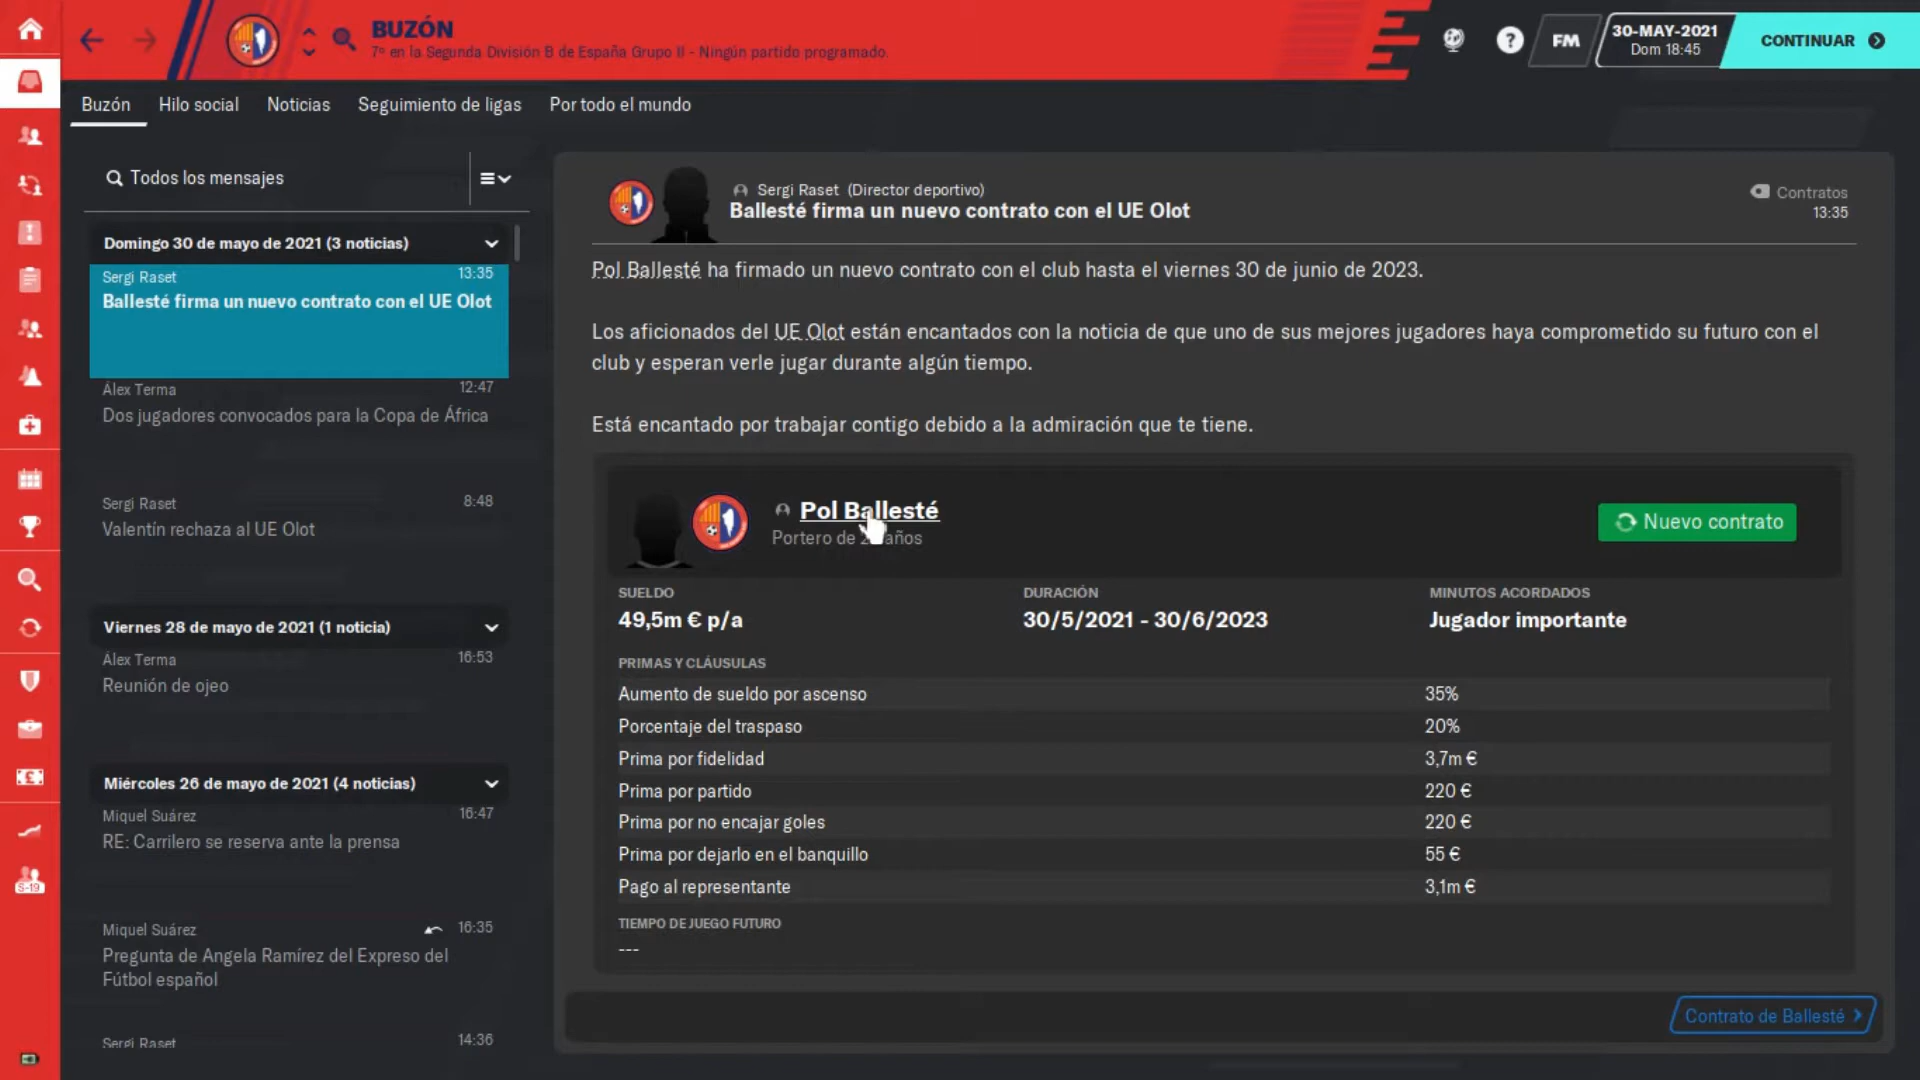 BUZÓN
7º en la Segunda División B de España Grupo II - Ningún partido programado.
FM
30-MAY-2021
Dom 18:45
CONTINUAR
Buzón
Hilo social
Noticias
Seguimiento de ligas
Por todo el mundo
Todos los mensajes
Domingo 30 de mayo de 2021 (3 noticias)
Sergi Raset 13:35
Ballesté firma un nuevo contrato con el UE Olot
Álex Terma 12:47
Dos jugadores convocados para la Copa de África
Sergi Raset 8:48
Valentín rechaza al UE Olot
Viernes 28 de mayo de 2021 (1 noticia)
Álex Terma 16:53
Reunión de ojeo
Miércoles 26 de mayo de 2021 (4 noticias)
Miquel Suárez 16:47
RE: Carrilero se reserva ante la prensa
Miquel Suárez 16:35
Pregunta de Angela Ramírez del Expreso del
Fútbol español
Sergi Raset 14:36
S-19
Sergi Raset (Director deportivo)
Ballesté firma un nuevo contrato con el UE Olot
Contratos
13:35
Pol Ballesté ha firmado un nuevo contrato con el club hasta el viernes 30 de junio de 2023.
Los aficionados del UE Olot están encantados con la noticia de que uno de sus mejores jugadores haya comprometido su futuro con el
club y esperan verle jugar durante algún tiempo.
Está encantado por trabajar contigo debido a la admiración que te tiene.
Pol Ballesté
Portero de años
Nuevo contrato
SUELDO
49,5m € p/a
DURACIÓN
30/5/2021 - 30/6/2023
MINUTOS ACORDADOS
Jugador importante
PRIMAS Y CLÁUSULAS
Aumento de sueldo por ascenso 35%
Porcentaje del traspaso 20%
Prima por fidelidad 3,7m €
Prima por partido 220 €
Prima por no encajar goles 220 €
Prima por dejarlo en el banquillo 55 €
Pago al representante 3,1m €
TIEMPO DE JUEGO FUTURO
---
Contrato de Ballesté